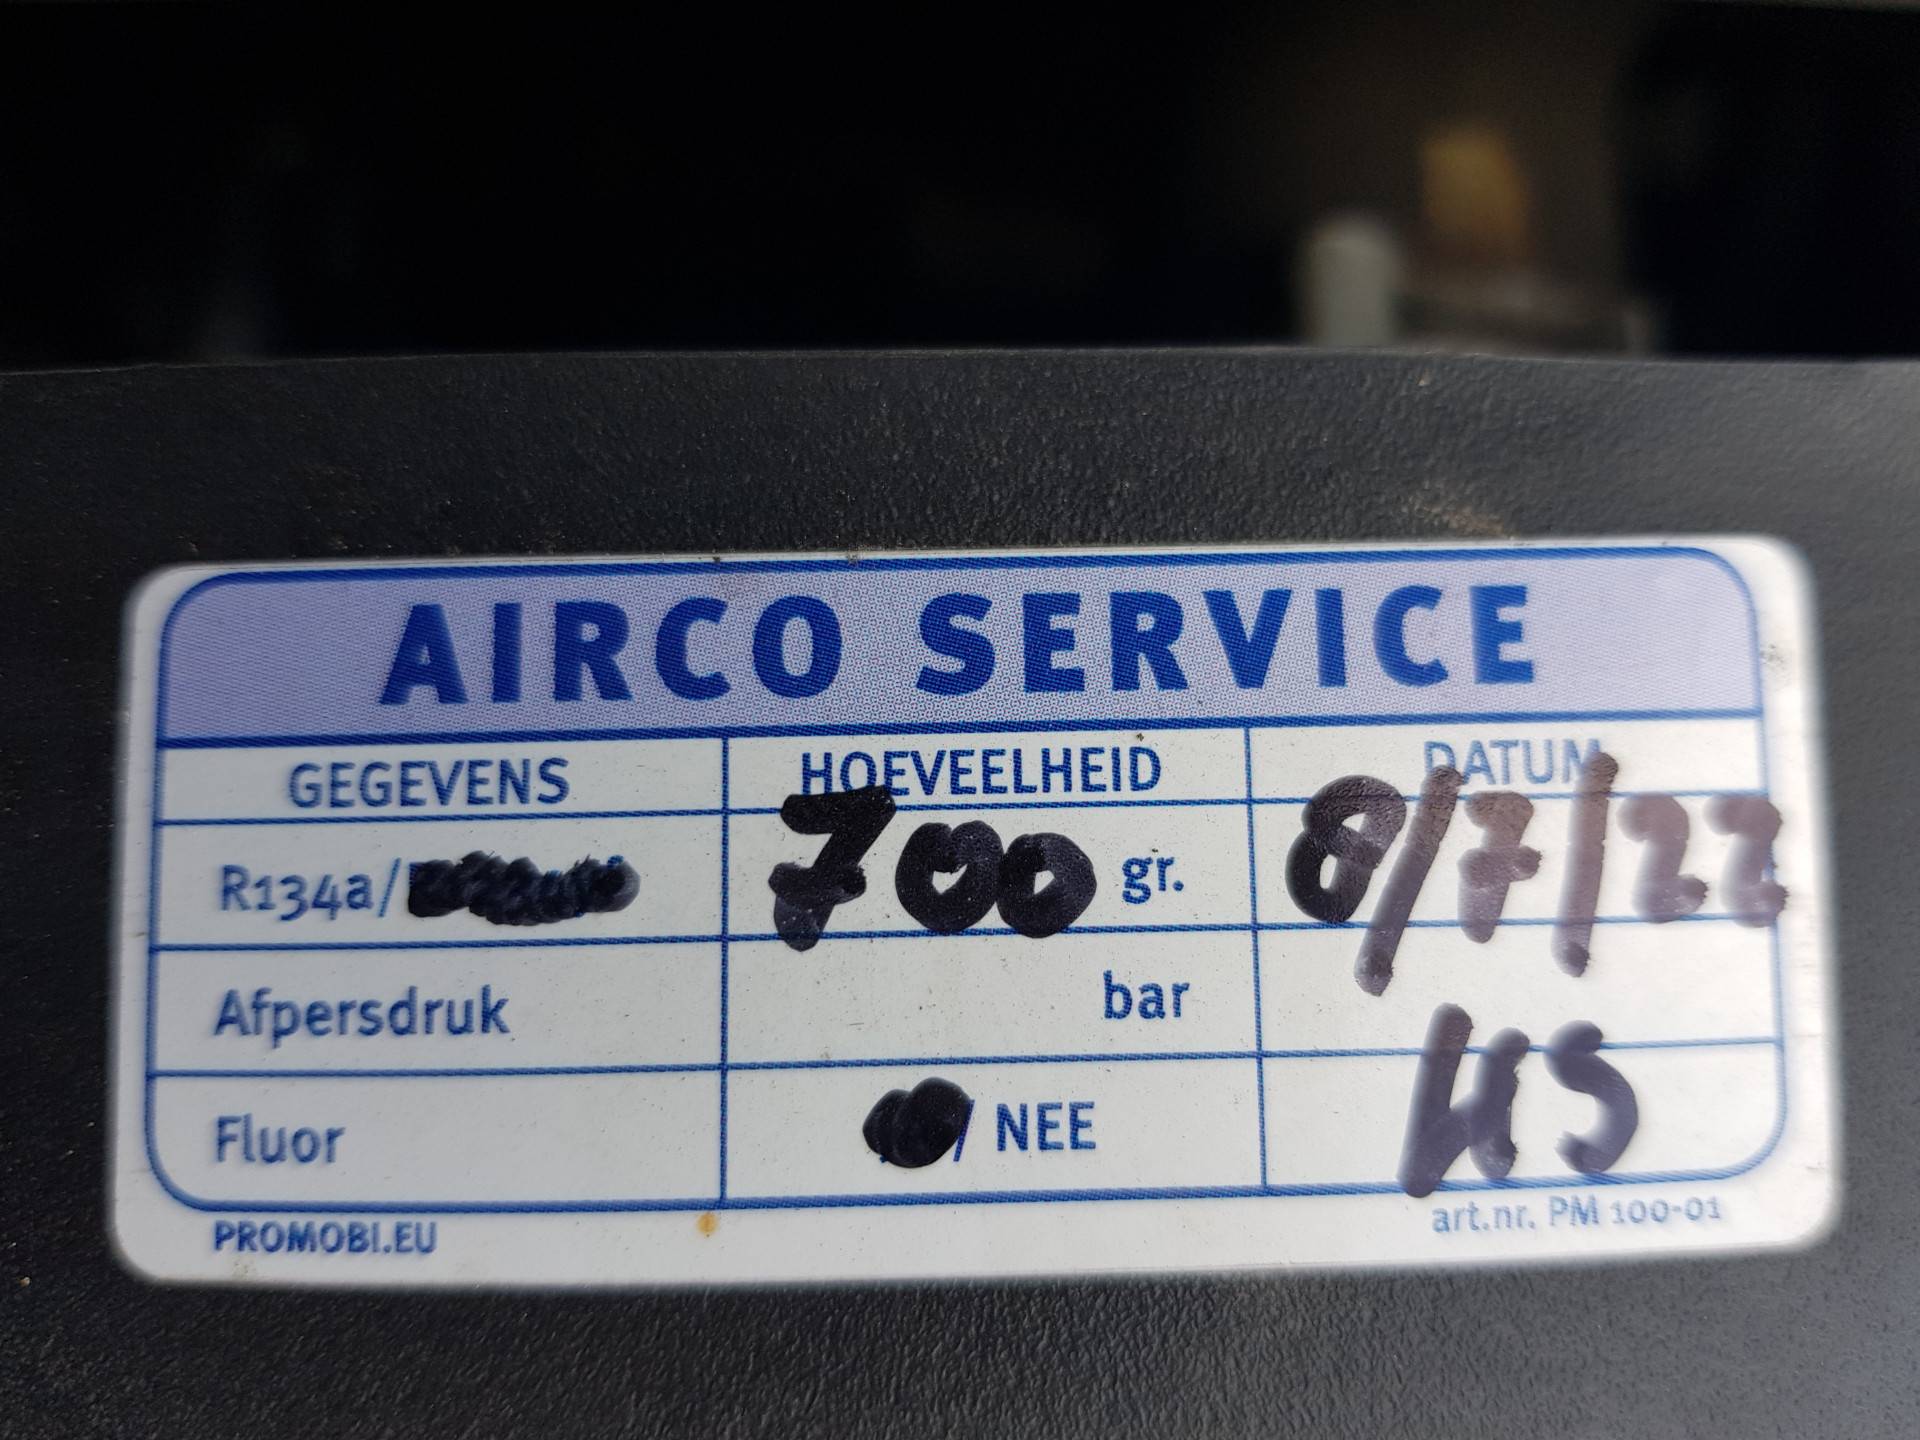 AIRCO SERVICE
GEGEVENS HOEVEELHEID DATUM
R134a/ 700 gr. 8/7/22
Afpersdruk bar
Fluor / NEE
PROMOBI.EU art.nr. PM 100-01